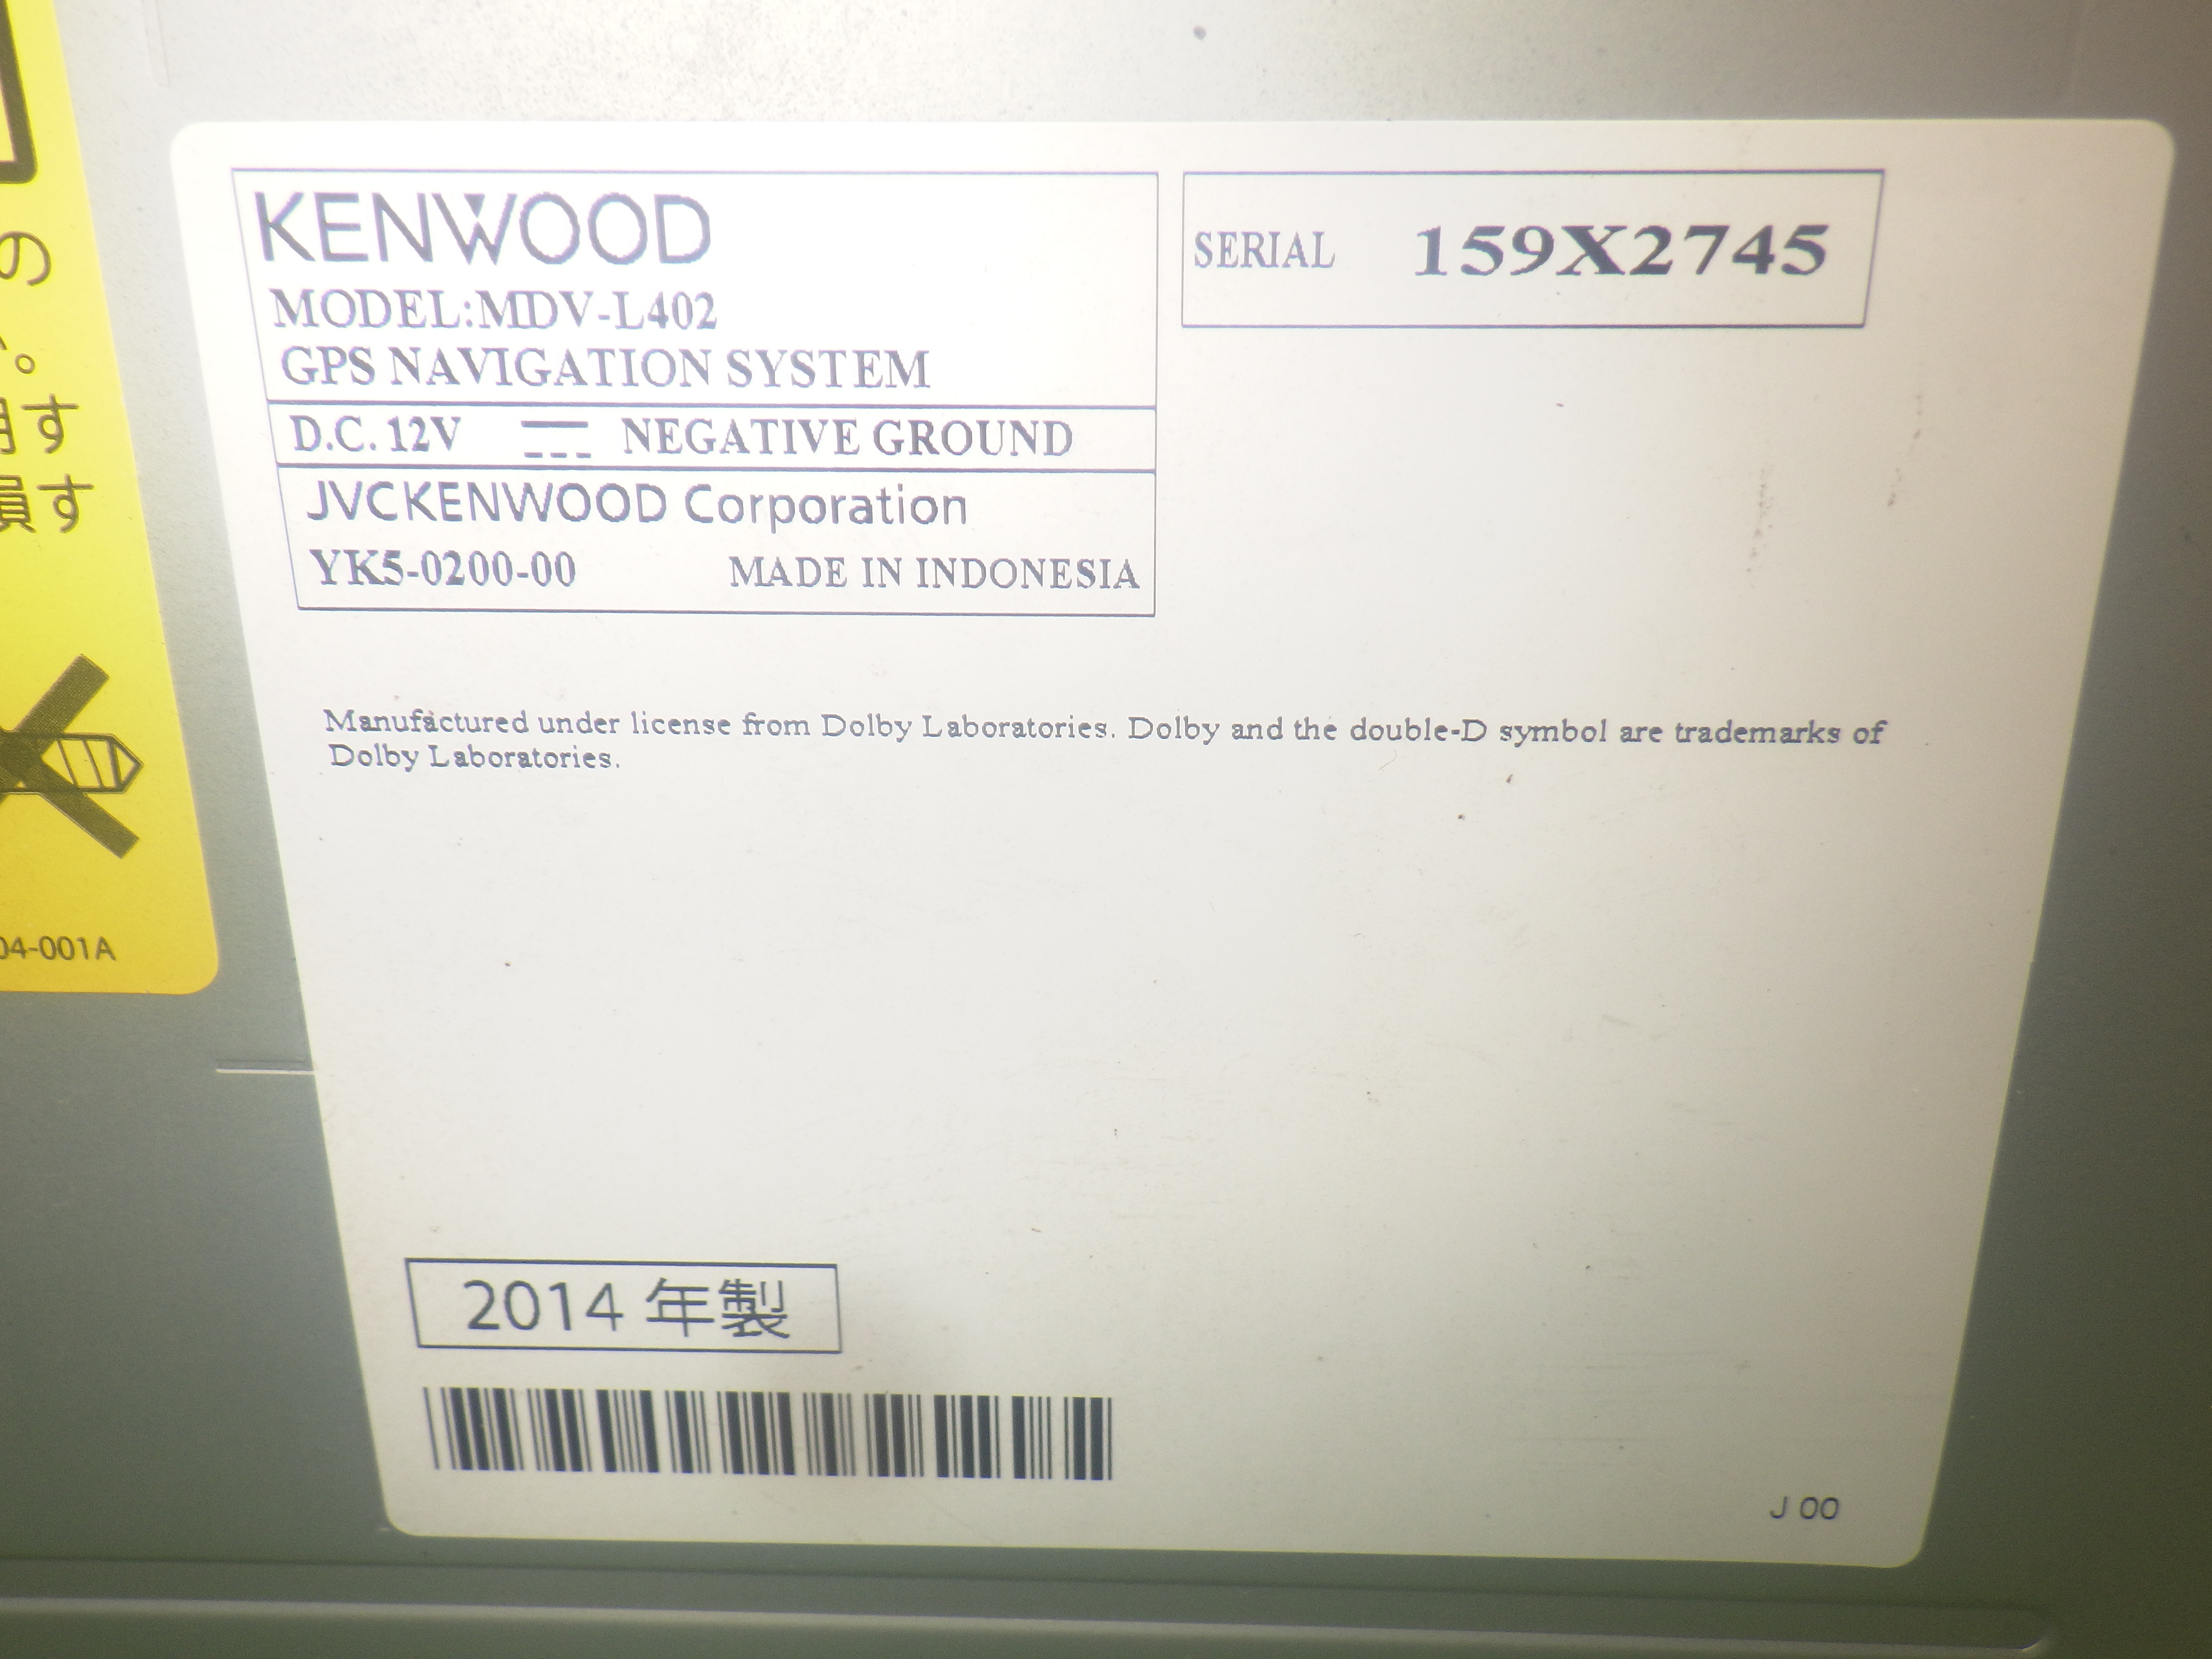 KENWOOD
MODEL:MDV-L402
GPS NAVIGATION SYSTEM
D.C. 12V NEGATIVE GROUND
JVCKENWOOD Corporation
YK5-0200-00 MADE IN INDONESIA
SERIAL 159X2745
Manufactured under license from Dolby Laboratories. Dolby and the double-D symbol are trademarks of
Dolby Laboratories.
2014 年製
J 00
の
。
す
損す
04-001A